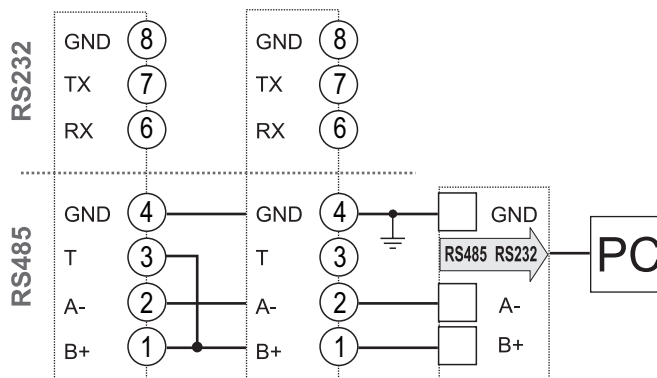 RS232
GND 8 GND 8
TX 7 TX 7
RX 6 RX 6
RS485
GND 4 GND 4 GND
T 3 T 3 RS485 RS232 PC
A- 2 A- 2 A-
B+ 1 B+ 1 B+